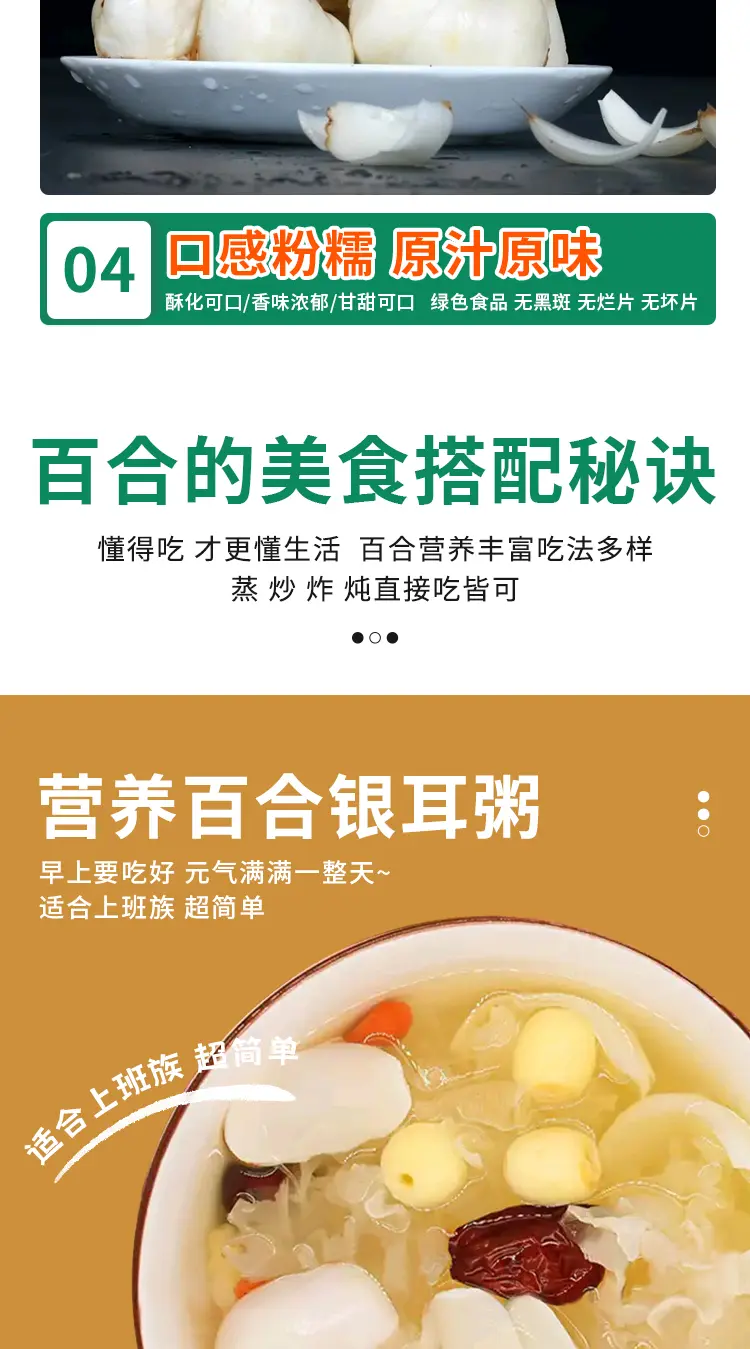 04
口感粉糯 原汁原味
酥化可口/香味浓郁/甘甜可口 绿色食品 无黑斑 无烂片 无坏片
百合的美食搭配秘诀
懂得吃 才更懂生活 百合营养丰富吃法多样
蒸 炒 炸 炖直接吃皆可
营养百合银耳粥
早上要吃好 元气满满一整天~
适合上班族 超简单
适合上班族 超简单